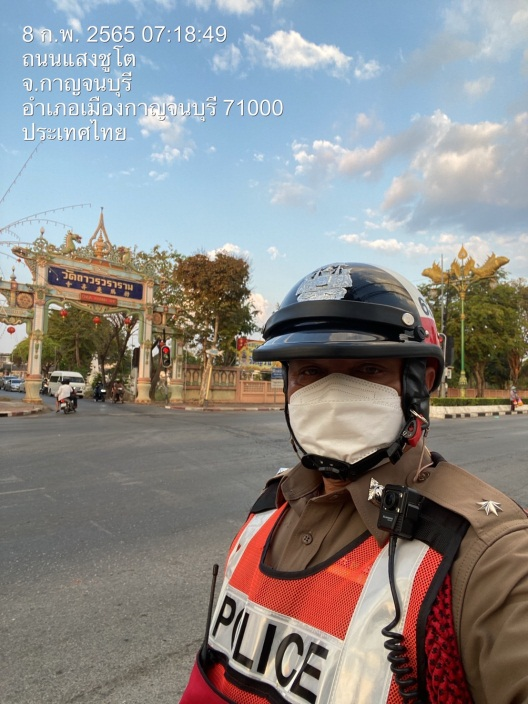 8 ก.พ. 2565 07:18:49
ถนนแสงชูโต
จ.กาญจนบุรี
อำเภอเมืองกาญจนบุรี 71000
ประเทศไทย
วัดถาวรวราราม
POLICE